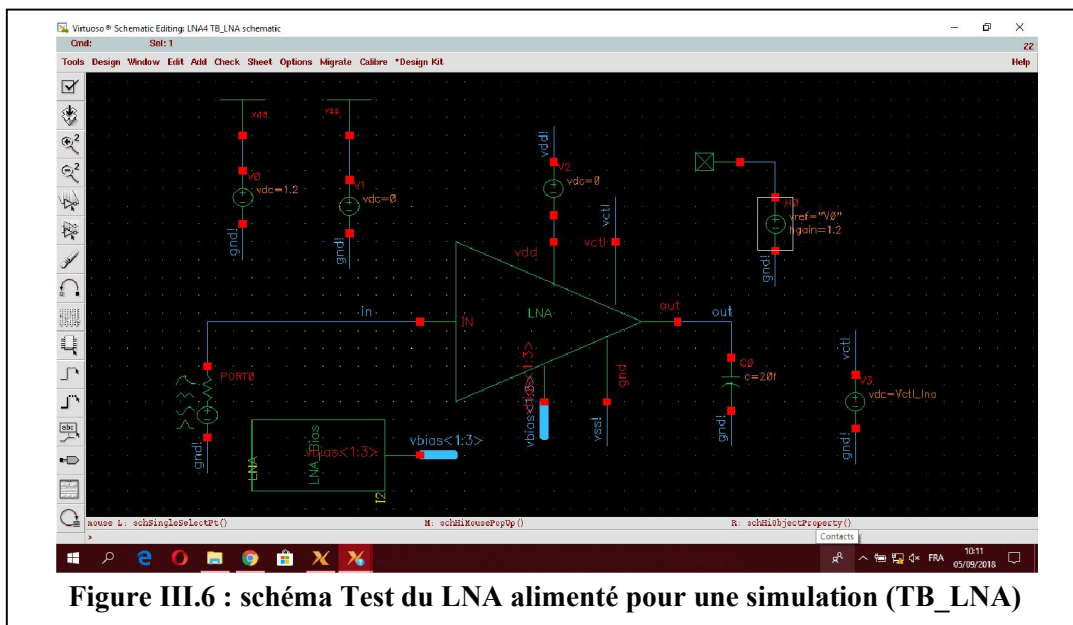 Virtuoso® Schematic Editing: LNA4 TB_LNA schematic
Cmd: Sel: 1 22
Tools Design Window Edit Add Check Sheet Options Migrate Calibre *Design Kit Help
vdd
vss
V0
vdc=1.2
gnd!
V1
vdc=0
gnd!
vdd!
V2
vdc=0
vdd
vctl
vctl
H0
vref="V0"
hgain=1.2
gnd!
in
IN
LNA
out
out
PORT0
gnd!
vbias<1:3>
gnd
vss!
C0
c=20f
gnd!
vctl
V3
vdc=Vctl_lna
gnd!
LNA
LNA_Bias
vbias<1:3>
vbias<1:3>
I2
mouse L: schSingleSelectPt() M: schHiMousePopUp() R: schHiObjectProperty()
>
Contacts
FRA
10:11
05/09/2018
Figure III.6 : schéma Test du LNA alimenté pour une simulation (TB_LNA)